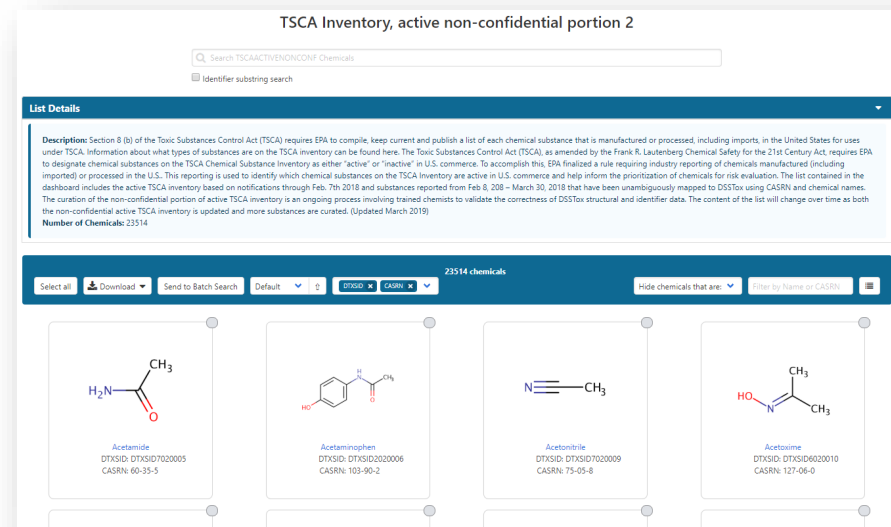 TSCA Inventory, active non-confidential portion 2
Search TSCAACTIVENONCONF Chemicals
Identifier substring search
List Details
Description: Section 8 (b) of the Toxic Substances Control Act (TSCA) requires EPA to compile, keep current and publish a list of each chemical substance that is manufactured or processed, including imports, in the United States for uses
under TSCA. Information about what types of substances are on the TSCA inventory can be found here. The Toxic Substances Control Act (TSCA), as amended by the Frank R. Lautenberg Chemical Safety for the 21st Century Act, requires EPA
to designate chemical substances on the TSCA Chemical Substance Inventory as either "active" or "inactive" in U.S. commerce. To accomplish this, EPA finalized a rule requiring industry reporting of chemicals manufactured (including
imported) or processed in the U.S.. This reporting is used to identify which chemical substances on the TSCA Inventory are active in U.S. commerce and help inform the prioritization of chemicals for risk evaluation. The list contained in the
dashboard includes the active TSCA inventory based on notifications through Feb. 7th 2018 and substances reported from Feb 8, 208 – March 30, 2018 that have been unambiguously mapped to DSSTox using CASRN and chemical names.
The curation of the non-confidential portion of active TSCA inventory is an ongoing process involving trained chemists to validate the correctness of DSSTox structural and identifier data. The content of the list will change over time as both
the non-confidential active TSCA inventory is updated and more substances are curated. (Updated March 2019)
Number of Chemicals: 23514
23514 chemicals
Select all Download Send to Batch Search Default DTXSID x CASRN x Hide chemicals that are: Filter by Name or CASRN
H2N CH3 O
HO H N CH3 O
N CH3
HO N CH3 CH3
Acetamide
DTXSID: DTXSID7020005
CASRN: 60-35-5
Acetaminophen
DTXSID: DTXSID2020006
CASRN: 103-90-2
Acetonitrile
DTXSID: DTXSID7020009
CASRN: 75-05-8
Acetoxime
DTXSID: DTXSID6020010
CASRN: 127-06-0